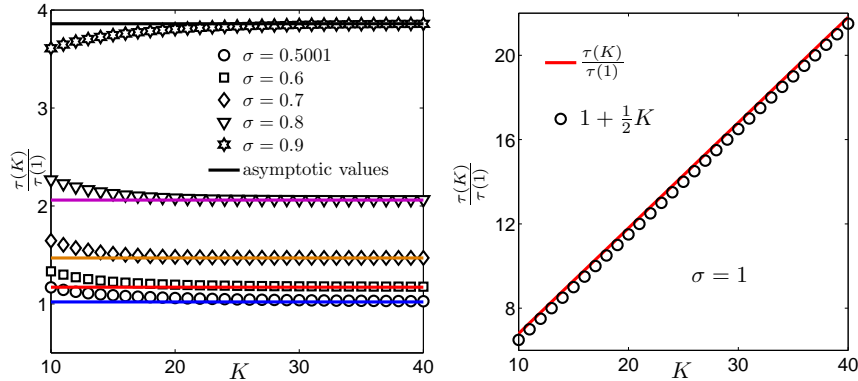 4
3
2
1
τ(K)/τ(1)
σ = 0.5001
σ = 0.6
σ = 0.7
σ = 0.8
σ = 0.9
asymptotic values
10 20 30 40
K
20
16
12
8
τ(K)/τ(1)
τ(K)/τ(1)
1 + 1/2 K
σ = 1
10 20 30 40
K